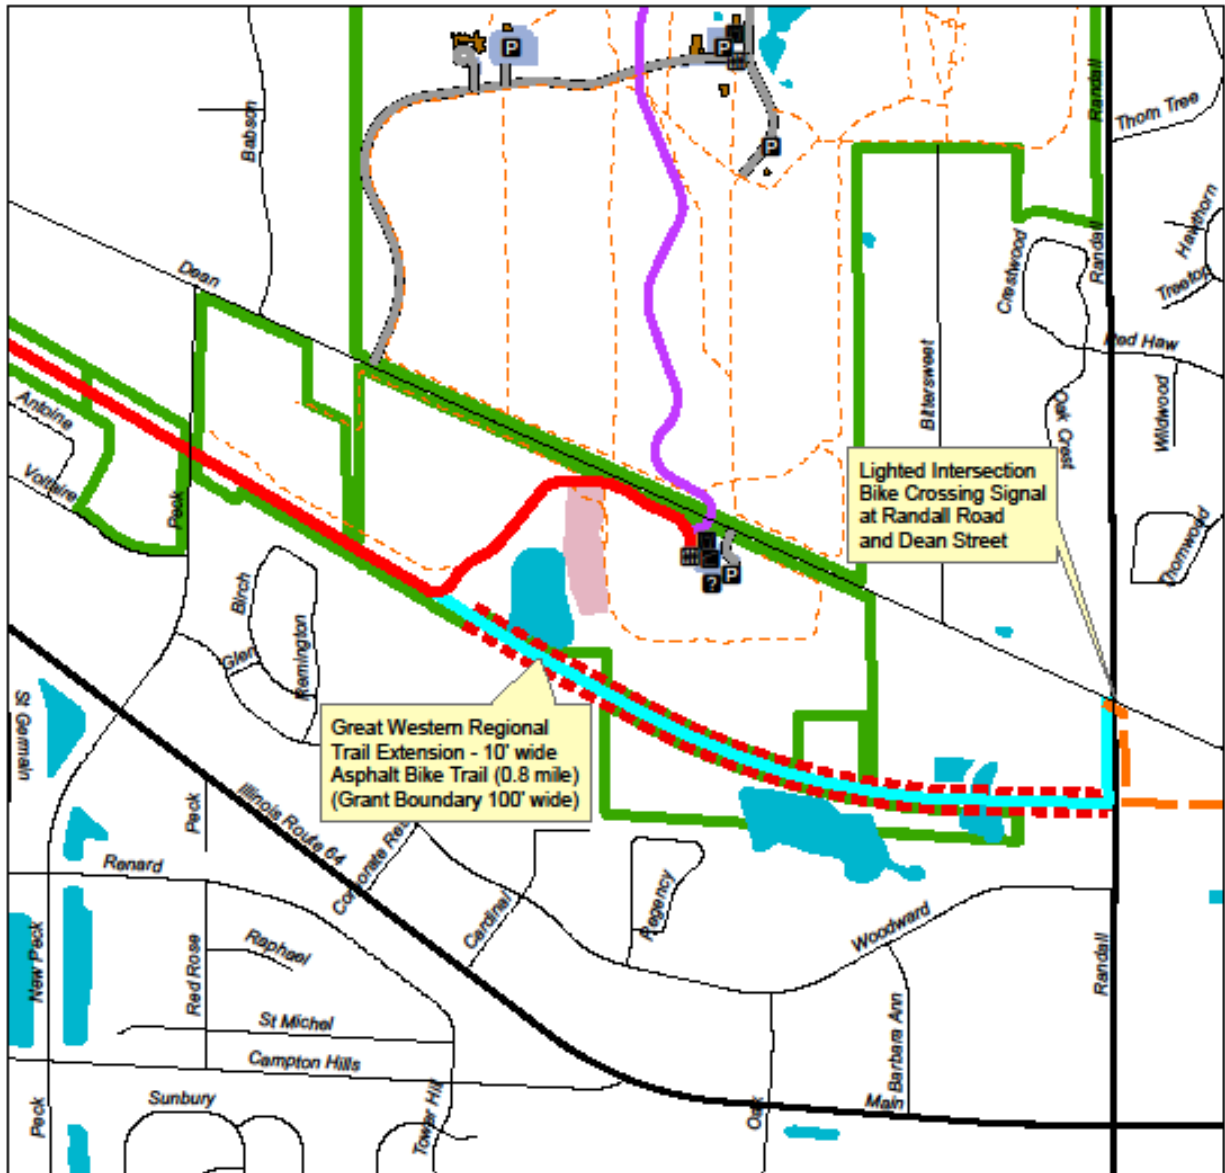 P
P
Randall
Thorn Tree
Babson
P
Hawthorn
Crestwood
Randall
Treetop
Dean
Red Haw
Bittersweet
Wildwood
Oak Crest
Antoine
Voltaire
Peck
Lighted Intersection
Bike Crossing Signal
at Randall Road
and Dean Street
Thornwood
P
?
Birch
Glen
Remington
St Germain
Great Western Regional
Trail Extension - 10' wide
Asphalt Bike Trail (0.8 mile)
(Grant Boundary 100' wide)
Peck
Illinois Route 64
Renard
Corporate Res
Cardinal
Regency
Woodward
New Peck
Red Rose
Raphael
Randall
St Michel
Campton Hills
Barbara Ann
Main
Oak
Sunbury
Peck
Tower Hill